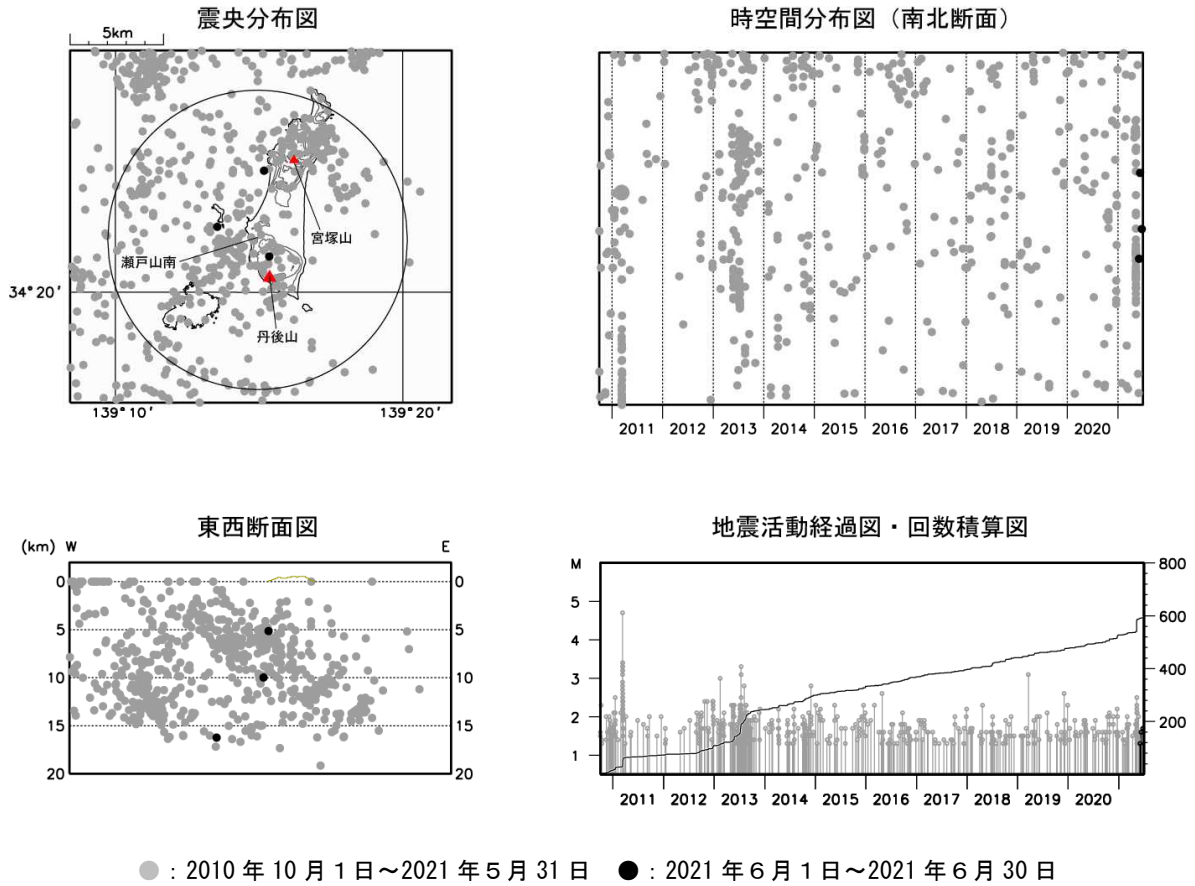 震央分布図
5km
宮塚山
瀬戸山南
丹後山
34°20′
139°10′ 139°20′
時空間分布図（南北断面）
2011 2012 2013 2014 2015 2016 2017 2018 2019 2020
東西断面図
(km) W E
0 0
5 5
10 10
15 15
20 20
地震活動経過図・回数積算図
M 800
5
600
4
400
3
2 200
1
2011 2012 2013 2014 2015 2016 2017 2018 2019 2020
●：2010 年 10 月１日～2021 年５月 31 日 ●：2021 年６月１日～2021 年６月 30 日